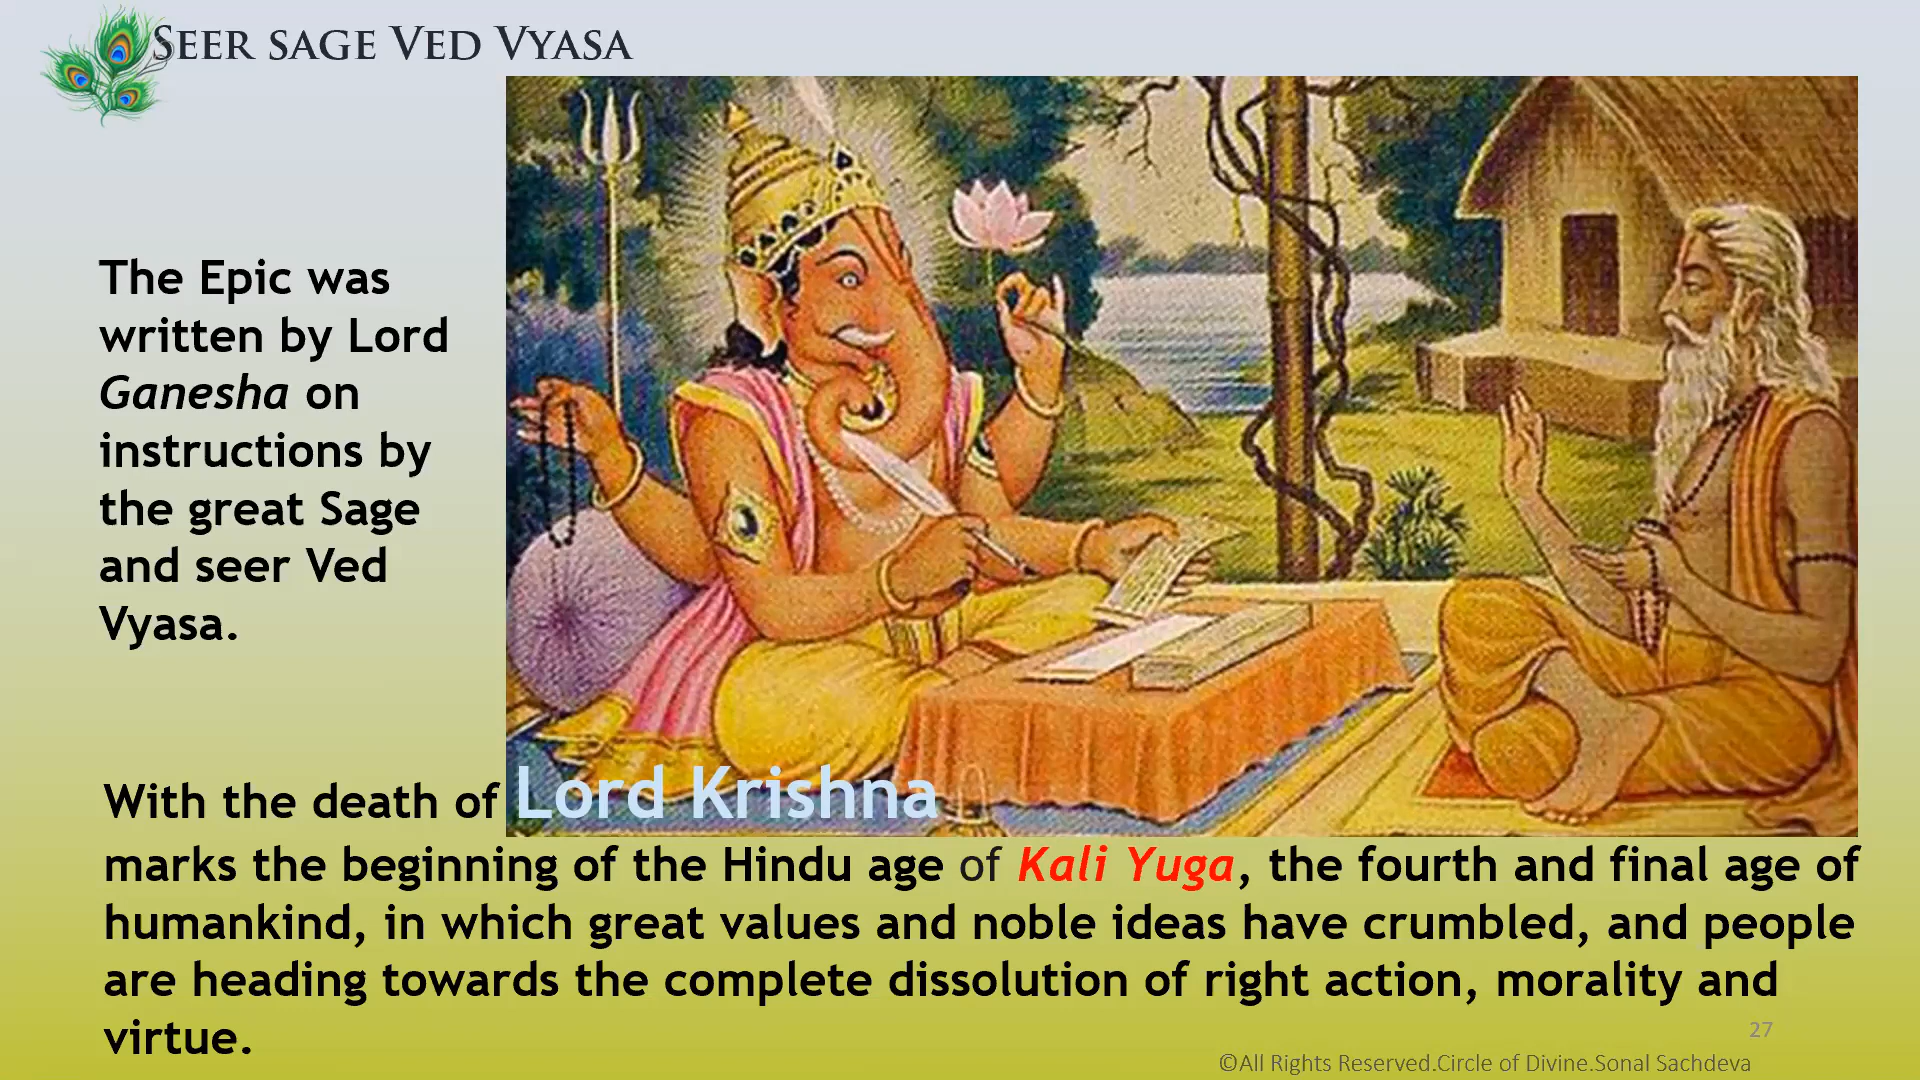 SEER SAGE VED VYASA
The Epic was
written by Lord
Ganesha on
instructions by
the great Sage
and seer Ved
Vyasa.
With the death of Lord Krishna
marks the beginning of the Hindu age of Kali Yuga, the fourth and final age of
humankind, in which great values and noble ideas have crumbled, and people
are heading towards the complete dissolution of right action, morality and
virtue.
27
©All Rights Reserved.Circle of Divine.Sonal Sachdeva